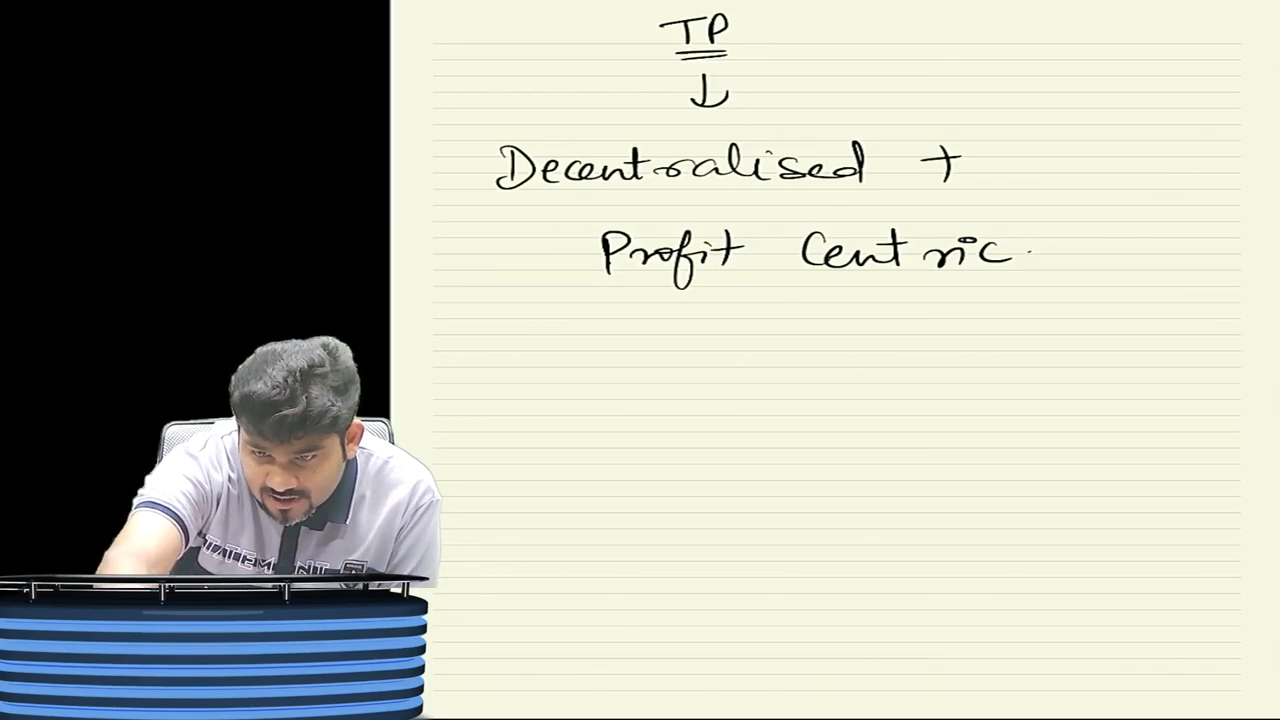 TP
↓
Decentralised +
Profit Centric.